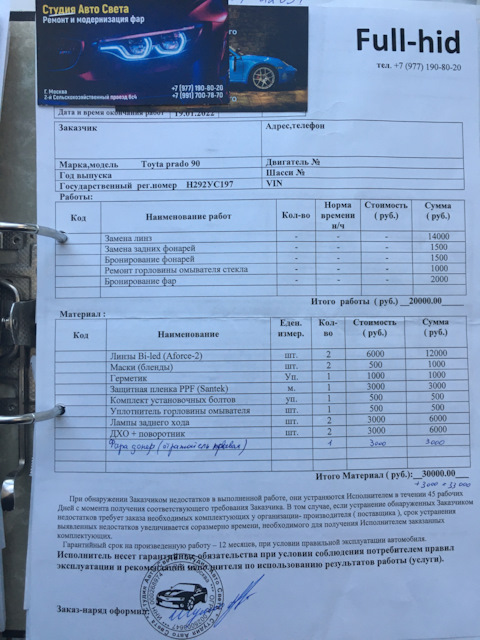 Студия Авто Света
Ремонт и модернизация фар
Г. Москва
2-й Сельскохозяйственный проезд 6с4
+7 (977) 190-80-20
+7 (991) 700-78-70
Full-hid
тел. +7 (977) 190-80-20
Дата и время окончания работ 19.01.2022
Заказчик Адрес,телефон
Марка,модель Toyta prado 90 Двигатель №
Год выпуска Шасси №
Государственный рег.номер Н292УС197 VIN
Работы:
Код Наименование работ Кол-во Норма времени н/ч Стоимость ( руб.) Сумма ( руб.)
Замена линз - - - 14000
Замена задних фонарей - - - 1500
Бронирование фонарей - - - 1500
Ремонт горловины омывателя стекла - - - 1000
Бронирование фар - - - 2000
Итого работы ( руб.) _20000.00__
Материал :
Код Наименование Еден. измер. Кол-во Стоимость ( руб.) Сумма ( руб.)
Линзы Bi-led (Aforce-2) шт. 2 6000 12000
Маски (бленды) шт. 2 500 1000
Герметик Уп. 1 1000 1000
Защитная пленка PPF (Santek) м. 1 3000 3000
Комплект установочных болтов уп. 1 500 500
Уплотнитель горловины омывателя шт. 1 500 500
Лампы заднего хода шт. 2 3000 6000
ДХО + поворотник шт. 2 3000 6000
Фара донор 1 3000 3000
Итого Материал ( руб.):__30000.00____
+ 3000 = 33 000
При обнаружении Заказчиком недостатков в выполненной работе, они устраняются Исполнителем в течении 45 рабочих
Дней с момента получения соответствующего требования Заказчика. В том случае, если устранение обнаруженных Заказчиком
недостатков требует заказа необходимых комплектующих у организации- производителя ( поставщика ), срок устранения
выявленных недостатков увеличивается соразмерно времени, необходимого для получения Исполнителем заказанных
комплектующих.
Гарантийный срок на произведенную работу – 12 месяцев, при условии правильной эксплуатации автомобиля.
Исполнитель несет гарантийные обязательства при условии соблюдения потребителем правил
эксплуатации и рекомендаций исполнителя по использованию результатов работы (услуги).
Заказ-наряд оформил: